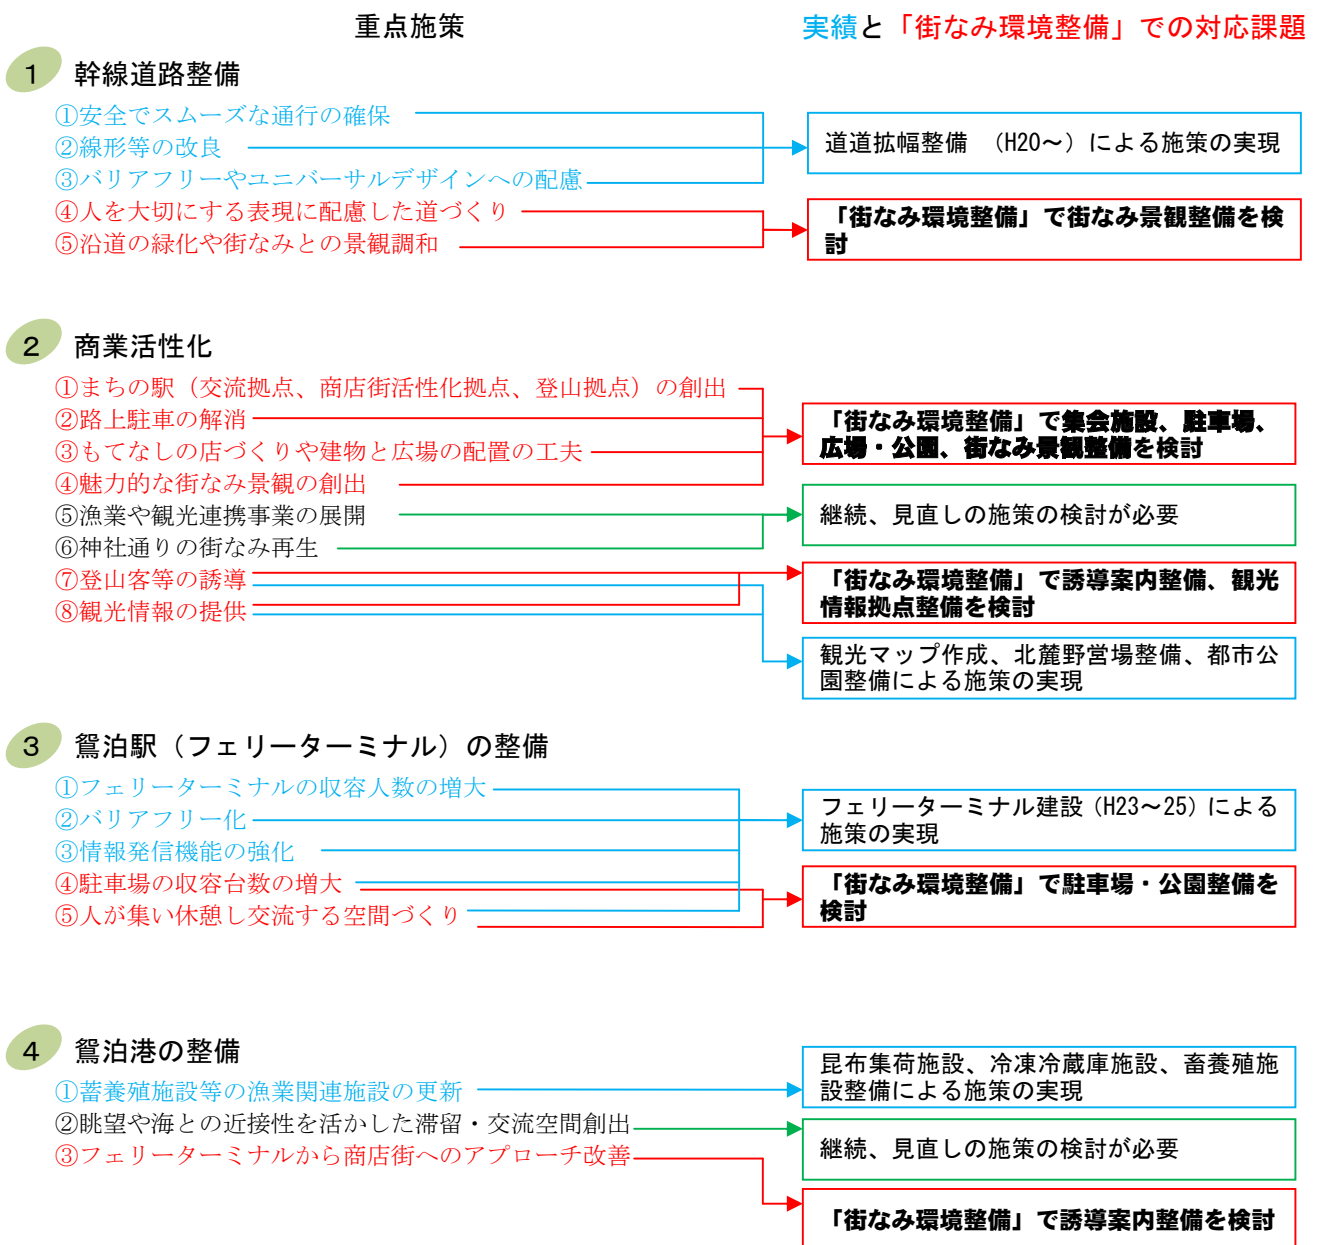 重点施策
実績と「街なみ環境整備」での対応課題
1 幹線道路整備
①安全でスムーズな通行の確保
②線形等の改良
③バリアフリーやユニバーサルデザインへの配慮
④人を大切にする表現に配慮した道づくり
⑤沿道の緑化や街なみとの景観調和
道道拡幅整備 （H20～）による施策の実現
「街なみ環境整備」で街なみ景観整備を検
討
2 商業活性化
①まちの駅（交流拠点、商店街活性化拠点、登山拠点）の創出
②路上駐車の解消
③もてなしの店づくりや建物と広場の配置の工夫
④魅力的な街なみ景観の創出
⑤漁業や観光連携事業の展開
⑥神社通りの街なみ再生
⑦登山客等の誘導
⑧観光情報の提供
「街なみ環境整備」で集会施設、駐車場、
広場・公園、街なみ景観整備を検討
継続、見直しの施策の検討が必要
「街なみ環境整備」で誘導案内整備、観光
情報拠点整備を検討
観光マップ作成、北麓野営場整備、都市公
園整備による施策の実現
3 鴛泊駅（フェリーターミナル）の整備
①フェリーターミナルの収容人数の増大
②バリアフリー化
③情報発信機能の強化
④駐車場の収容台数の増大
⑤人が集い休憩し交流する空間づくり
フェリーターミナル建設（H23～25）による
施策の実現
「街なみ環境整備」で駐車場・公園整備を
検討
4 鴛泊港の整備
①蓄養殖施設等の漁業関連施設の更新
②眺望や海との近接性を活かした滞留・交流空間創出
③フェリーターミナルから商店街へのアプローチ改善
昆布集荷施設、冷凍冷蔵庫施設、畜養殖施
設整備による施策の実現
継続、見直しの施策の検討が必要
「街なみ環境整備」で誘導案内整備を検討